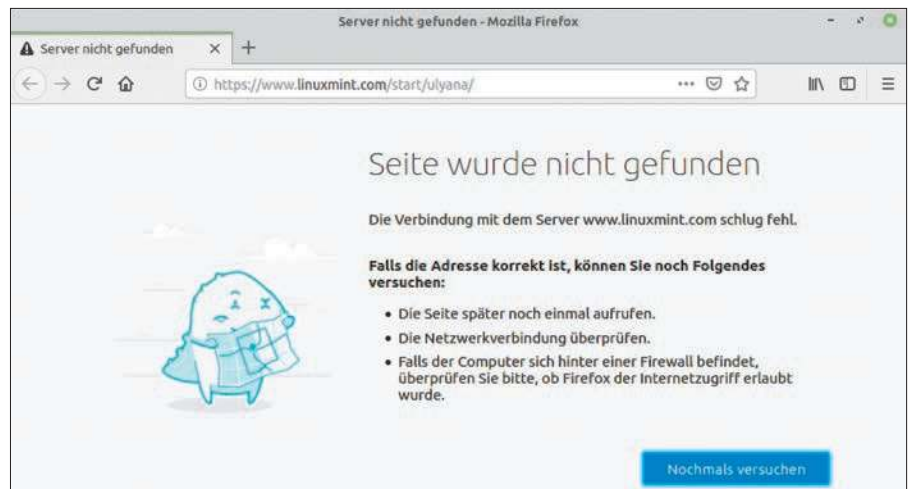 Server nicht gefunden - Mozilla Firefox
Server nicht gefunden
https://www.linuxmint.com/start/ulyana/
Seite wurde nicht gefunden
Die Verbindung mit dem Server www.linuxmint.com schlug fehl.
Falls die Adresse korrekt ist, können Sie noch Folgendes
versuchen:
• Die Seite später noch einmal aufrufen.
• Die Netzwerkverbindung überprüfen.
• Falls der Computer sich hinter einer Firewall befindet,
überprüfen Sie bitte, ob Firefox der Internetzugriff erlaubt
wurde.
Nochmals versuchen